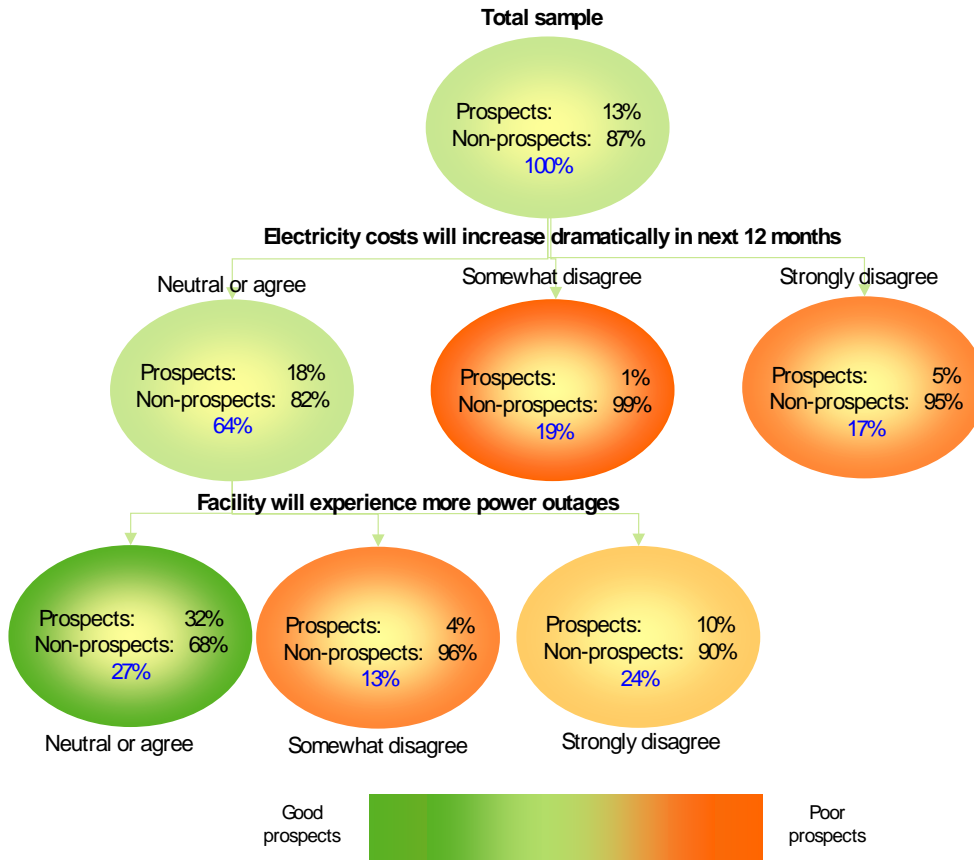 Total sample
Prospects: 13%
Non-prospects: 87%
100%
Electricity costs will increase dramatically in next 12 months
Neutral or agree
Somewhat disagree
Strongly disagree
Prospects: 18%
Non-prospects: 82%
64%
Prospects: 1%
Non-prospects: 99%
19%
Prospects: 5%
Non-prospects: 95%
17%
Facility will experience more power outages
Prospects: 32%
Non-prospects: 68%
27%
Prospects: 4%
Non-prospects: 96%
13%
Prospects: 10%
Non-prospects: 90%
24%
Neutral or agree
Somewhat disagree
Strongly disagree
Good
prospects
Poor
prospects